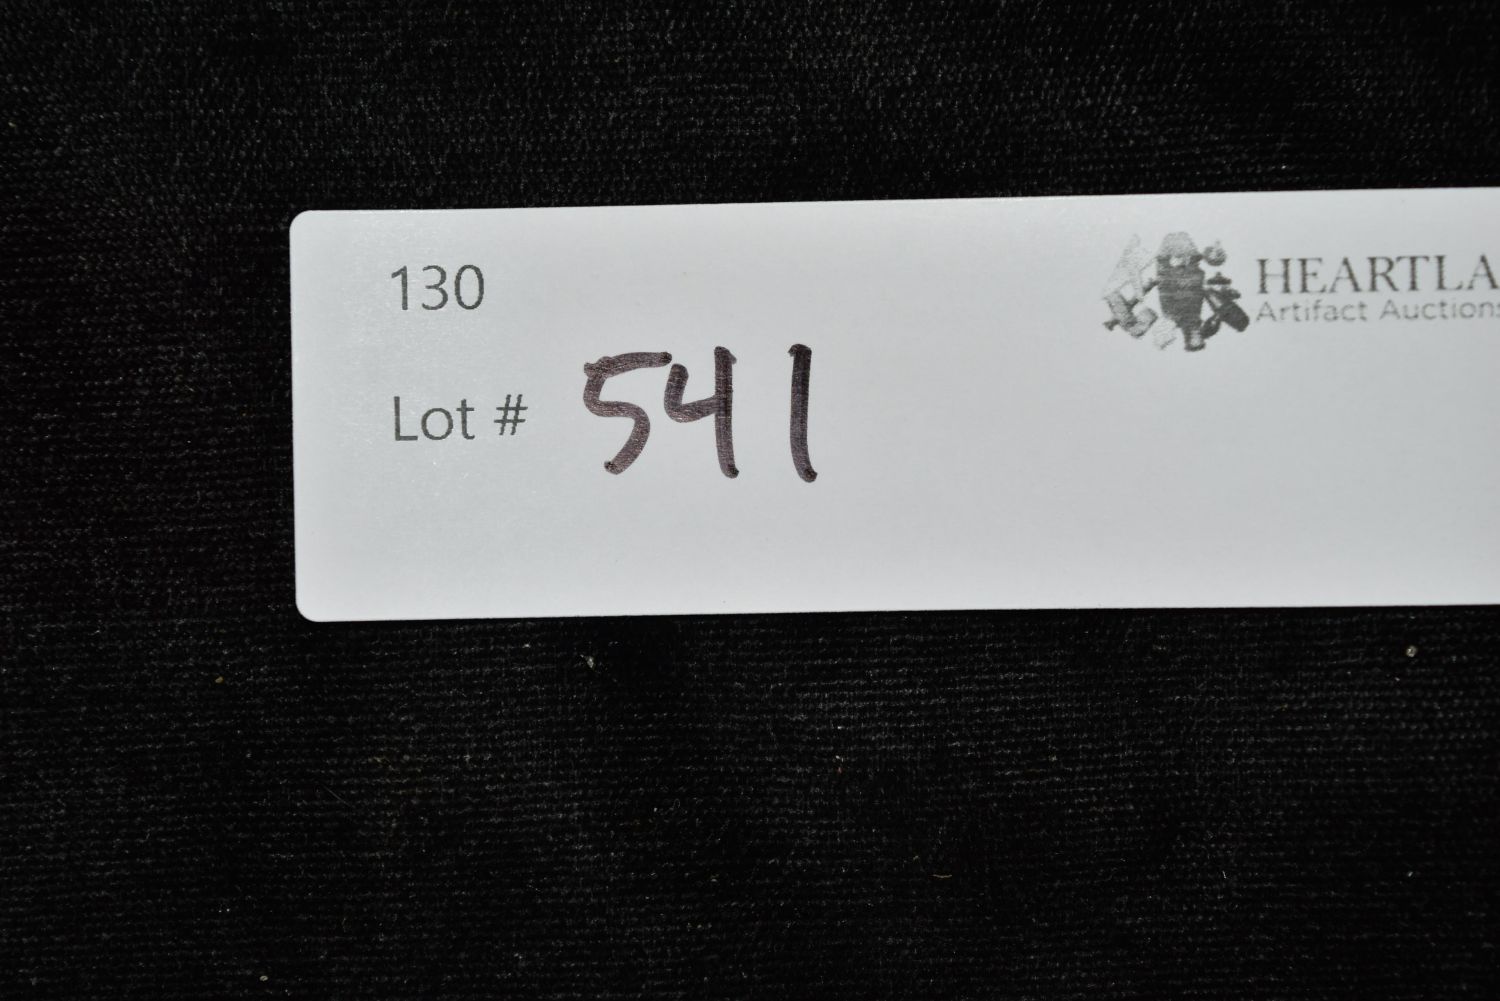 130
HEARTLA
Artifact Auctions
Lot # 541